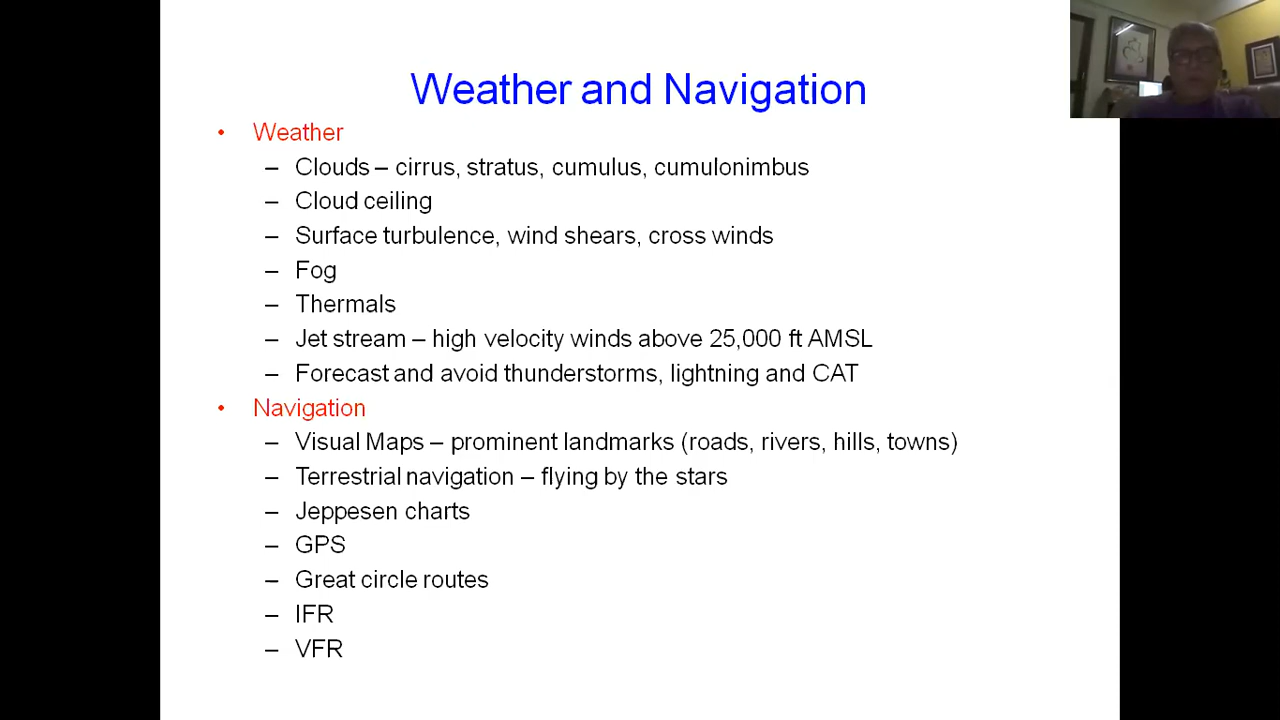 Weather and Navigation
• Weather
– Clouds – cirrus, stratus, cumulus, cumulonimbus
– Cloud ceiling
– Surface turbulence, wind shears, cross winds
– Fog
– Thermals
– Jet stream – high velocity winds above 25,000 ft AMSL
– Forecast and avoid thunderstorms, lightning and CAT
• Navigation
– Visual Maps – prominent landmarks (roads, rivers, hills, towns)
– Terrestrial navigation – flying by the stars
– Jeppesen charts
– GPS
– Great circle routes
– IFR
– VFR